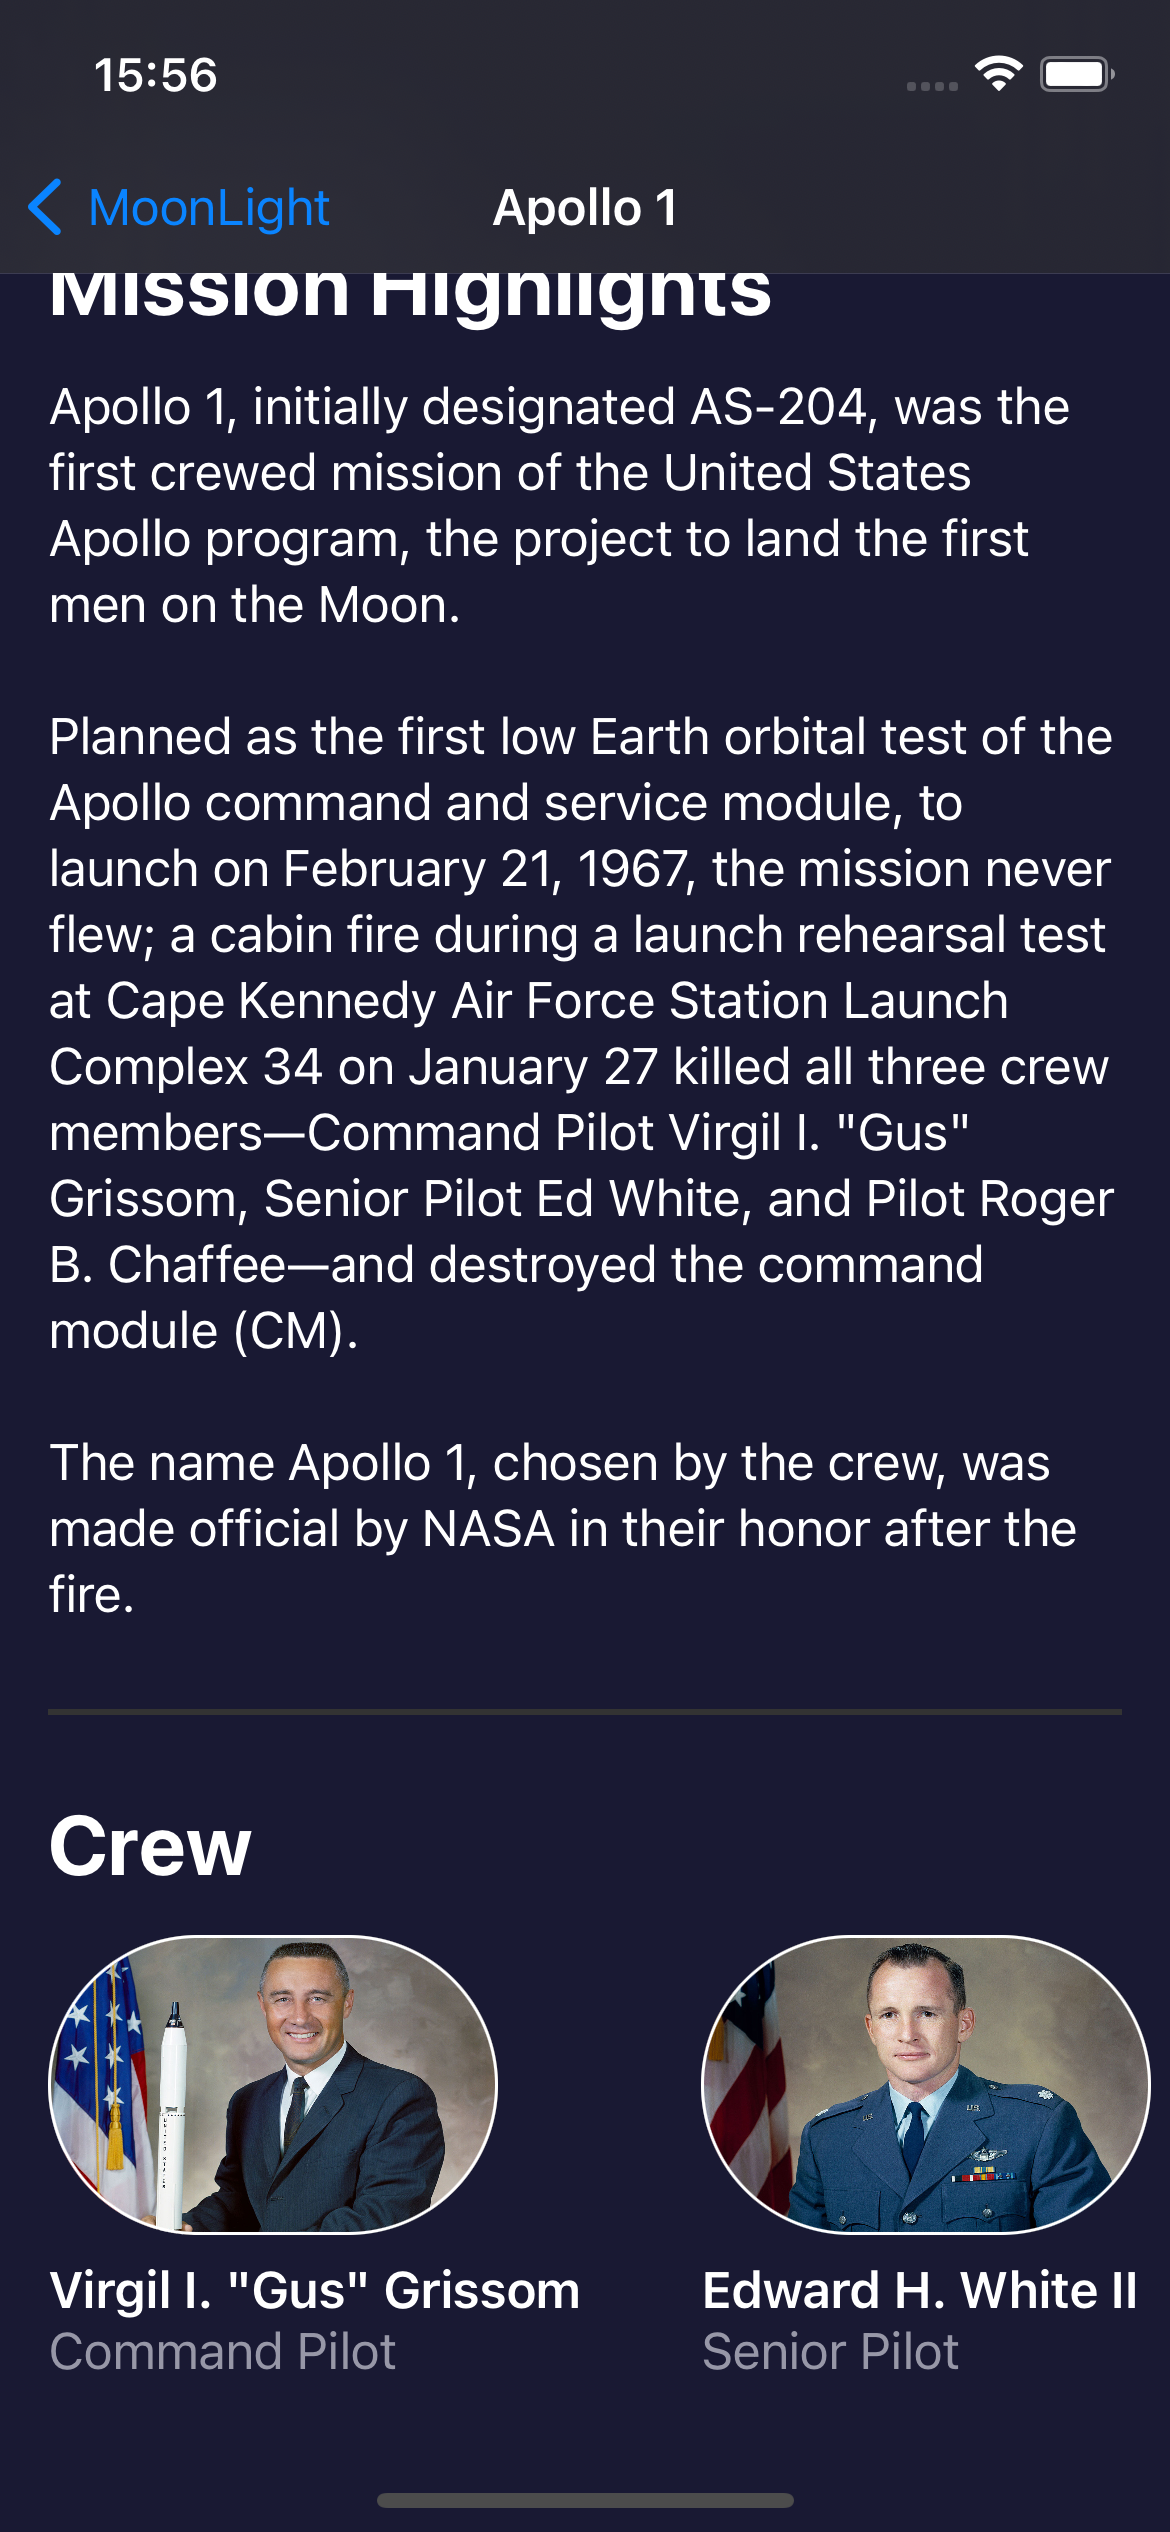 15:56
MoonLight
Apollo 1
Mission Highlights
Apollo 1, initially designated AS-204, was the
first crewed mission of the United States
Apollo program, the project to land the first
men on the Moon.
Planned as the first low Earth orbital test of the
Apollo command and service module, to
launch on February 21, 1967, the mission never
flew; a cabin fire during a launch rehearsal test
at Cape Kennedy Air Force Station Launch
Complex 34 on January 27 killed all three crew
members—Command Pilot Virgil I. "Gus"
Grissom, Senior Pilot Ed White, and Pilot Roger
B. Chaffee—and destroyed the command
module (CM).
The name Apollo 1, chosen by the crew, was
made official by NASA in their honor after the
fire.
Crew
UNITED STATES
Virgil I. "Gus" Grissom
Edward H. White II
Command Pilot
Senior Pilot